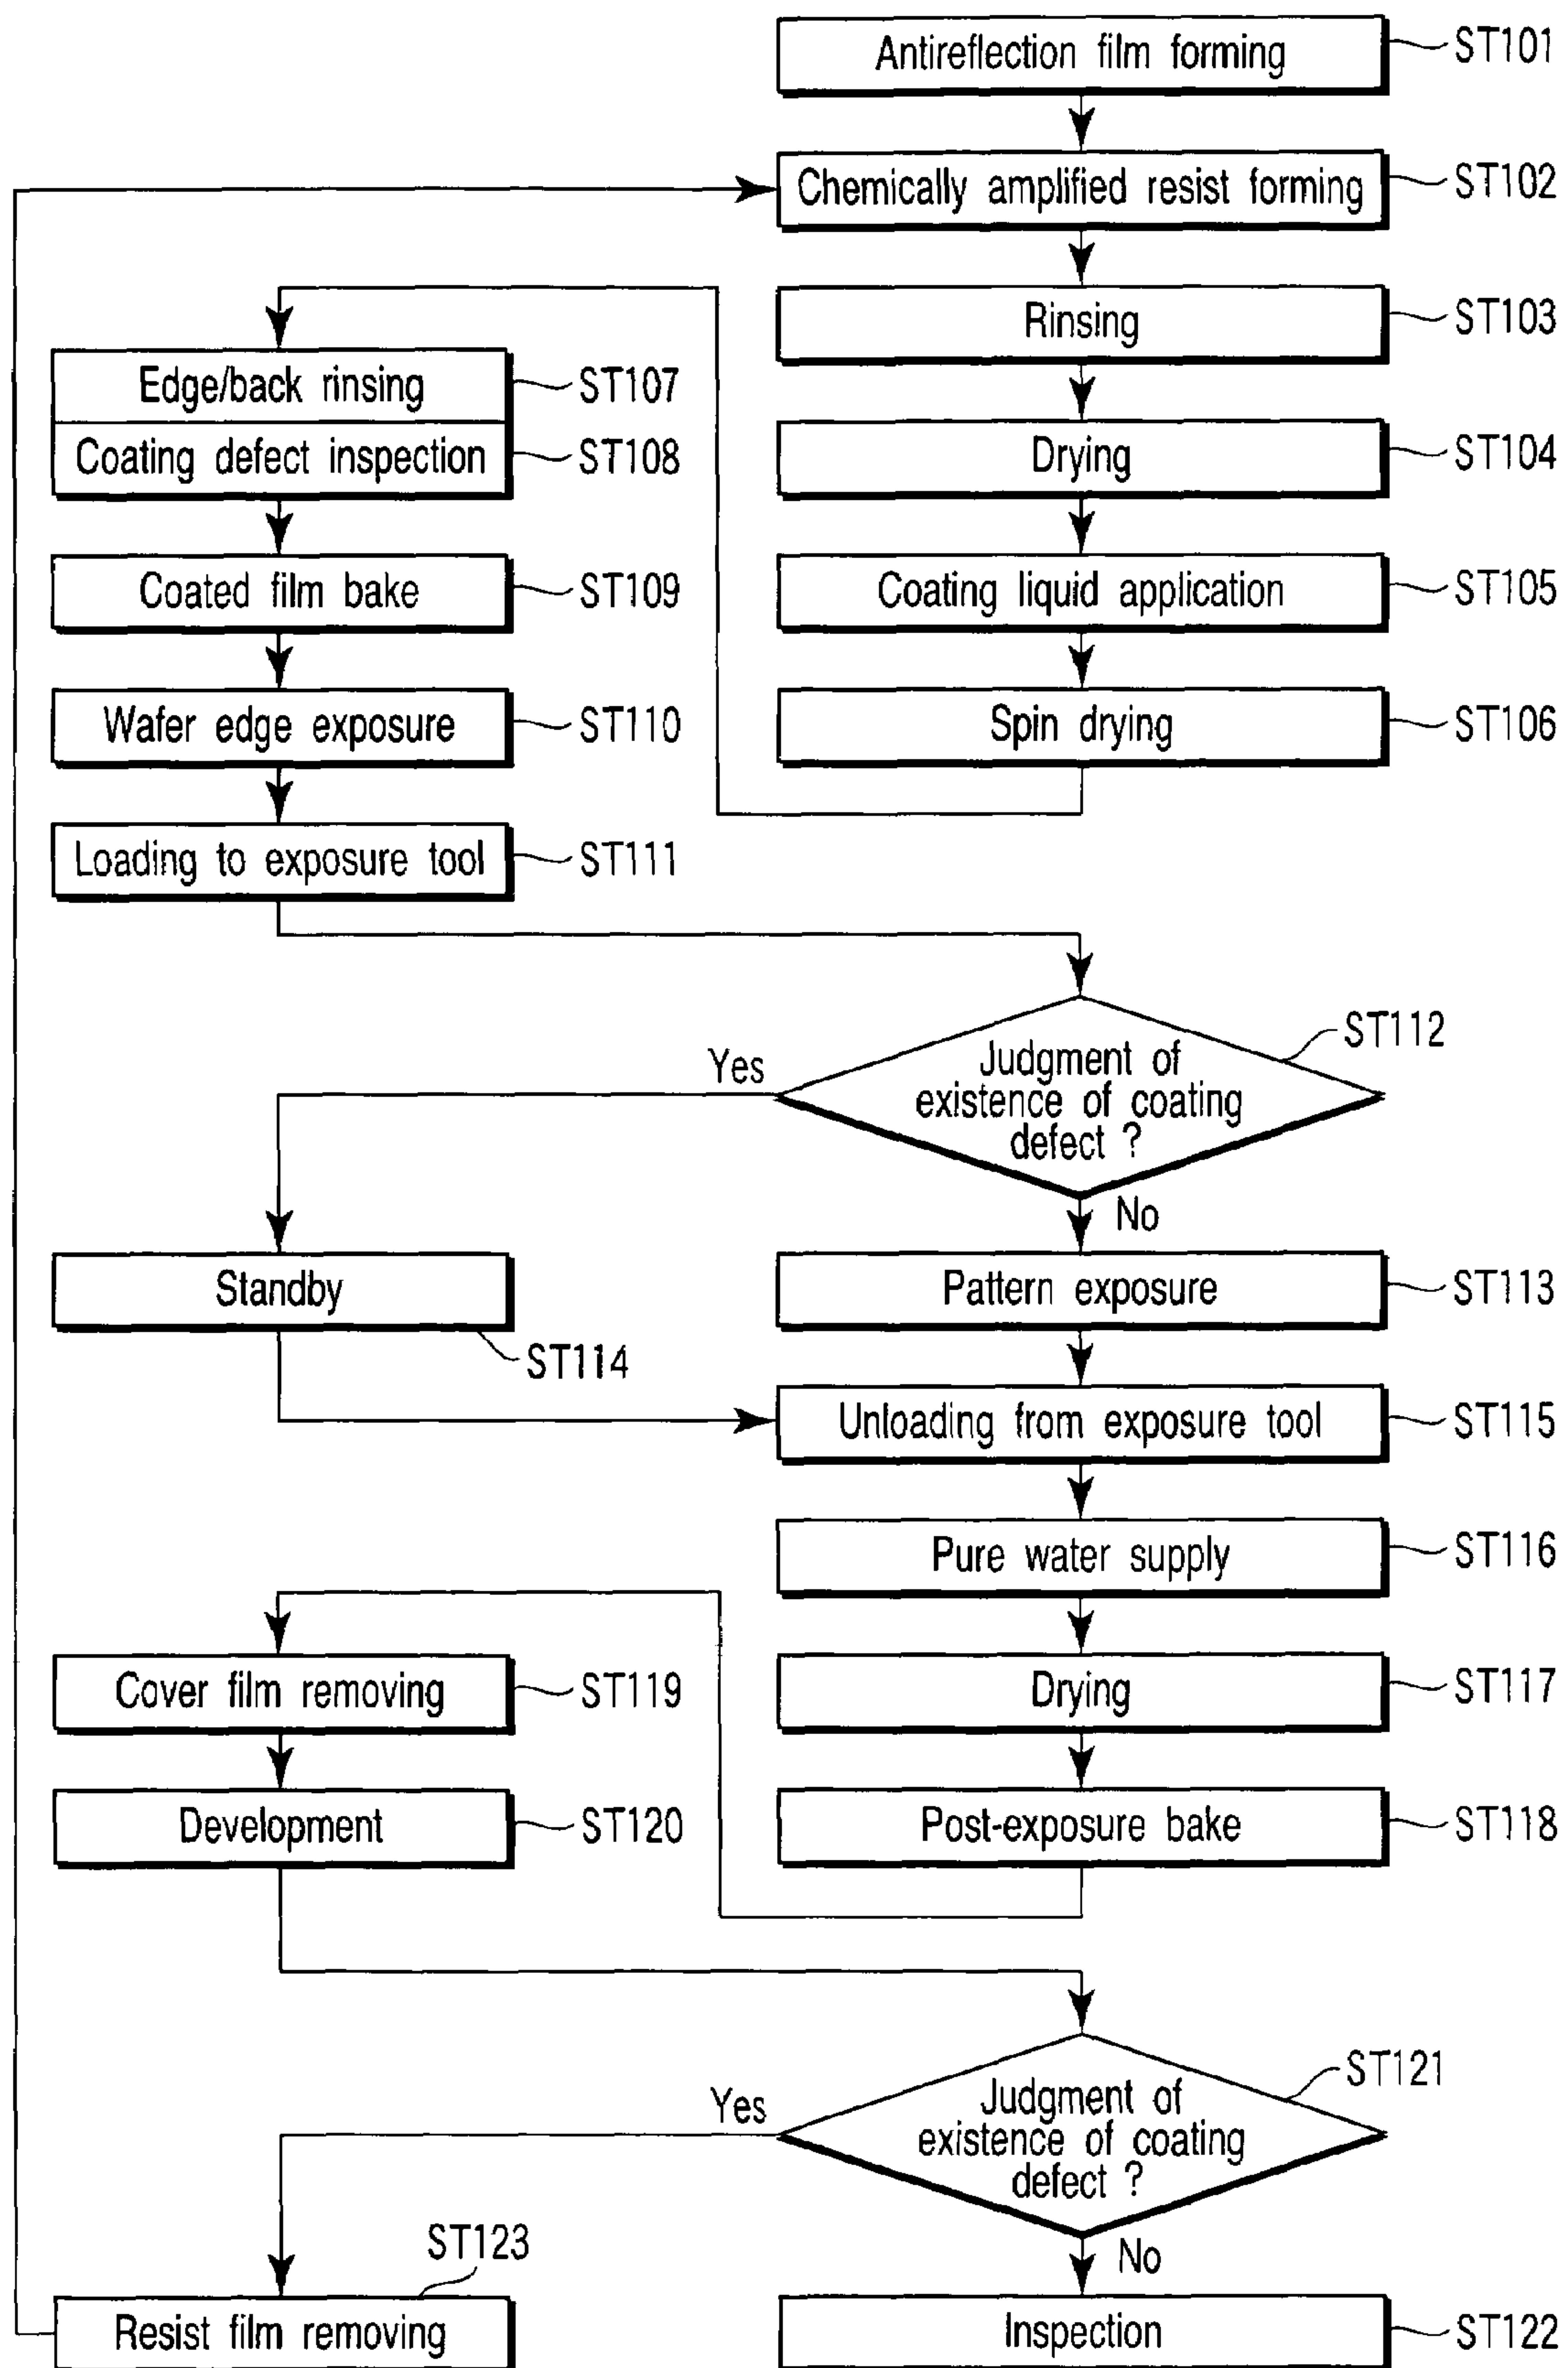 Antireflection film forming ST101
Chemically amplified resist forming ST102
Rinsing ST103
Drying ST104
Coating liquid application ST105
Spin drying ST106
Edge/back rinsing ST107
Coating defect inspection ST108
Coated film bake ST109
Wafer edge exposure ST110
Loading to exposure tool ST111
ST112
Judgment of
existence of coating
defect ?
Yes
No
Pattern exposure ST113
Standby
ST114
Unloading from exposure tool ST115
Pure water supply ST116
Drying ST117
Post-exposure bake ST118
Cover film removing ST119
Development ST120
ST121
Judgment of
existence of coating
defect ?
Yes
No
Inspection ST122
ST123
Resist film removing